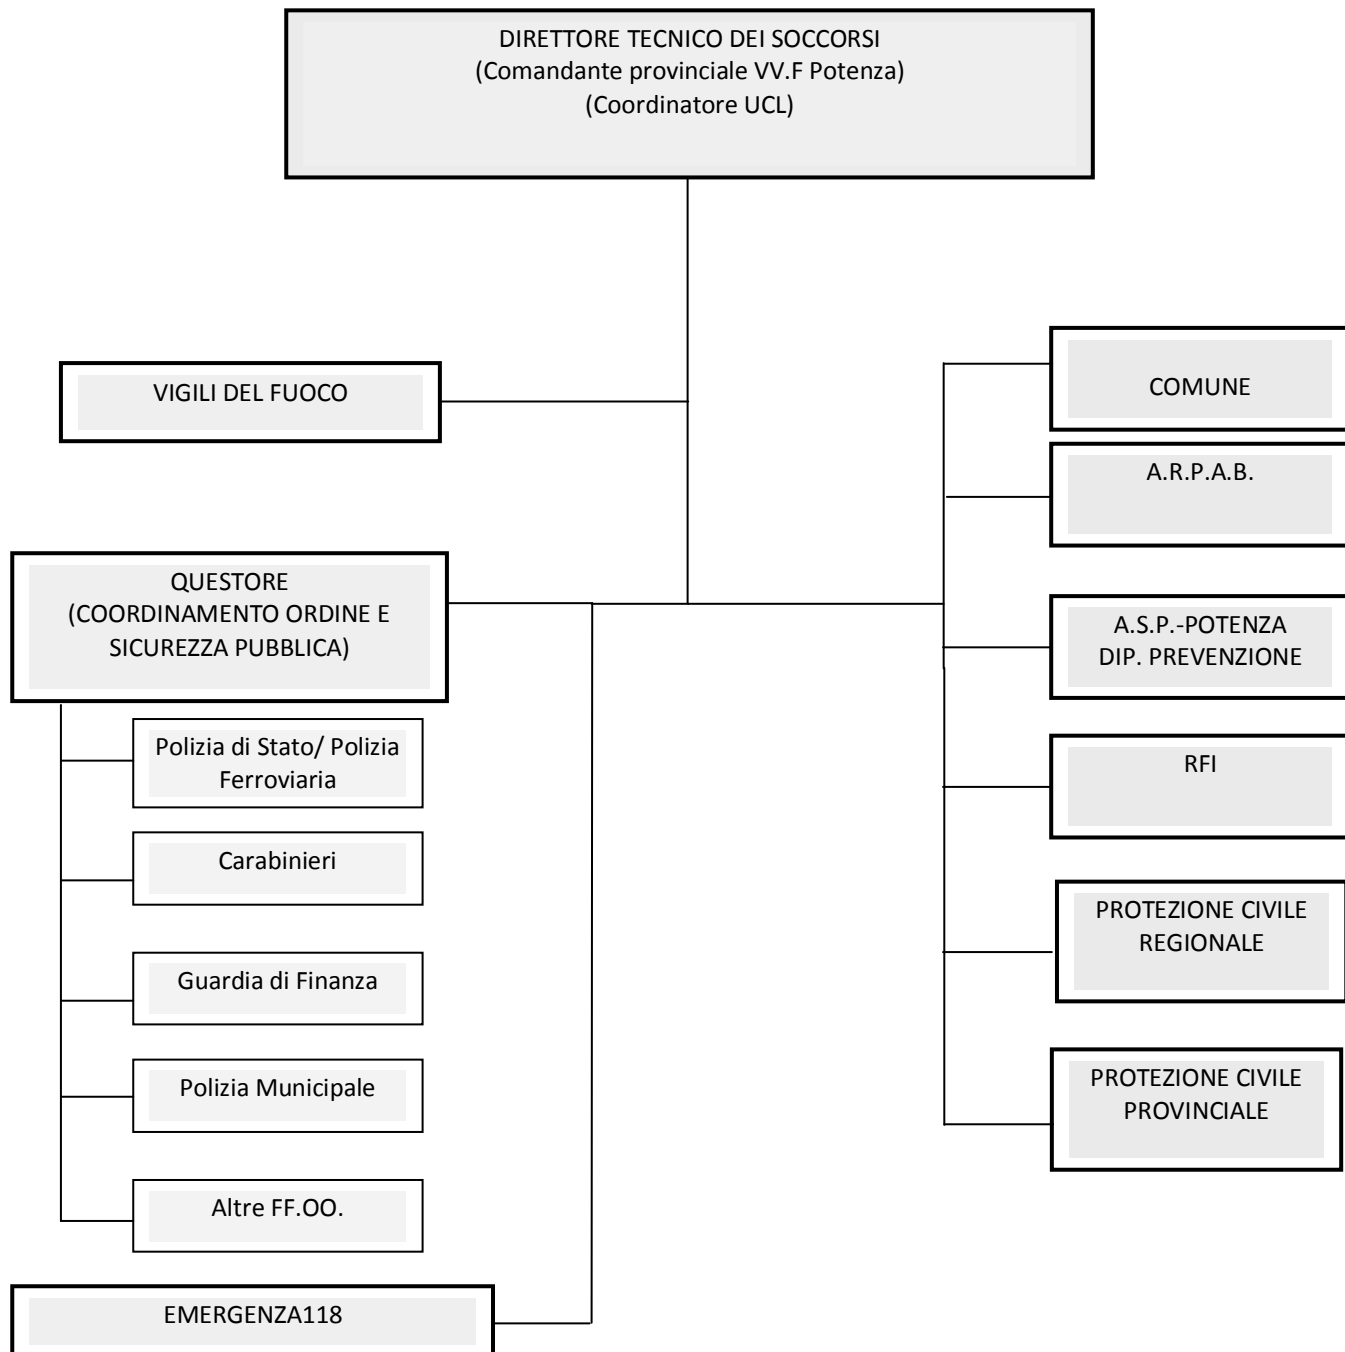 DIRETTORE TECNICO DEI SOCCORSI
(Comandante provinciale VV.F Potenza)
(Coordinatore UCL)
VIGILI DEL FUOCO
QUESTORE
(COORDINAMENTO ORDINE E
SICUREZZA PUBBLICA)
Polizia di Stato/ Polizia
Ferroviaria
Carabinieri
Guardia di Finanza
Polizia Municipale
Altre FF.OO.
EMERGENZA118
COMUNE
A.R.P.A.B.
A.S.P.-POTENZA
DIP. PREVENZIONE
RFI
PROTEZIONE CIVILE
REGIONALE
PROTEZIONE CIVILE
PROVINCIALE